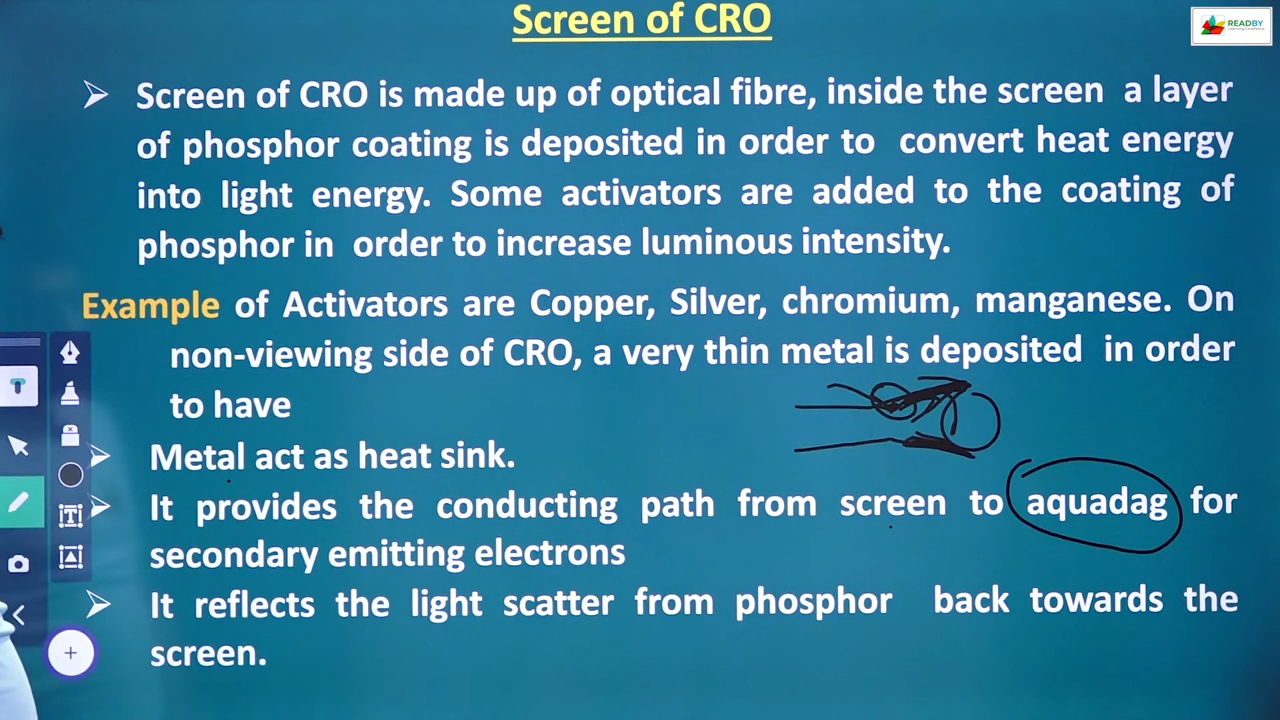 Screen of CRO
READBY
Screen of CRO is made up of optical fibre, inside the screen a layer
of phosphor coating is deposited in order to convert heat energy
into light energy. Some activators are added to the coating of
phosphor in order to increase luminous intensity.
Example of Activators are Copper, Silver, chromium, manganese. On
non-viewing side of CRO, a very thin metal is deposited in order
to have
Metal act as heat sink.
It provides the conducting path from screen to aquadag for
secondary emitting electrons
It reflects the light scatter from phosphor back towards the
screen.